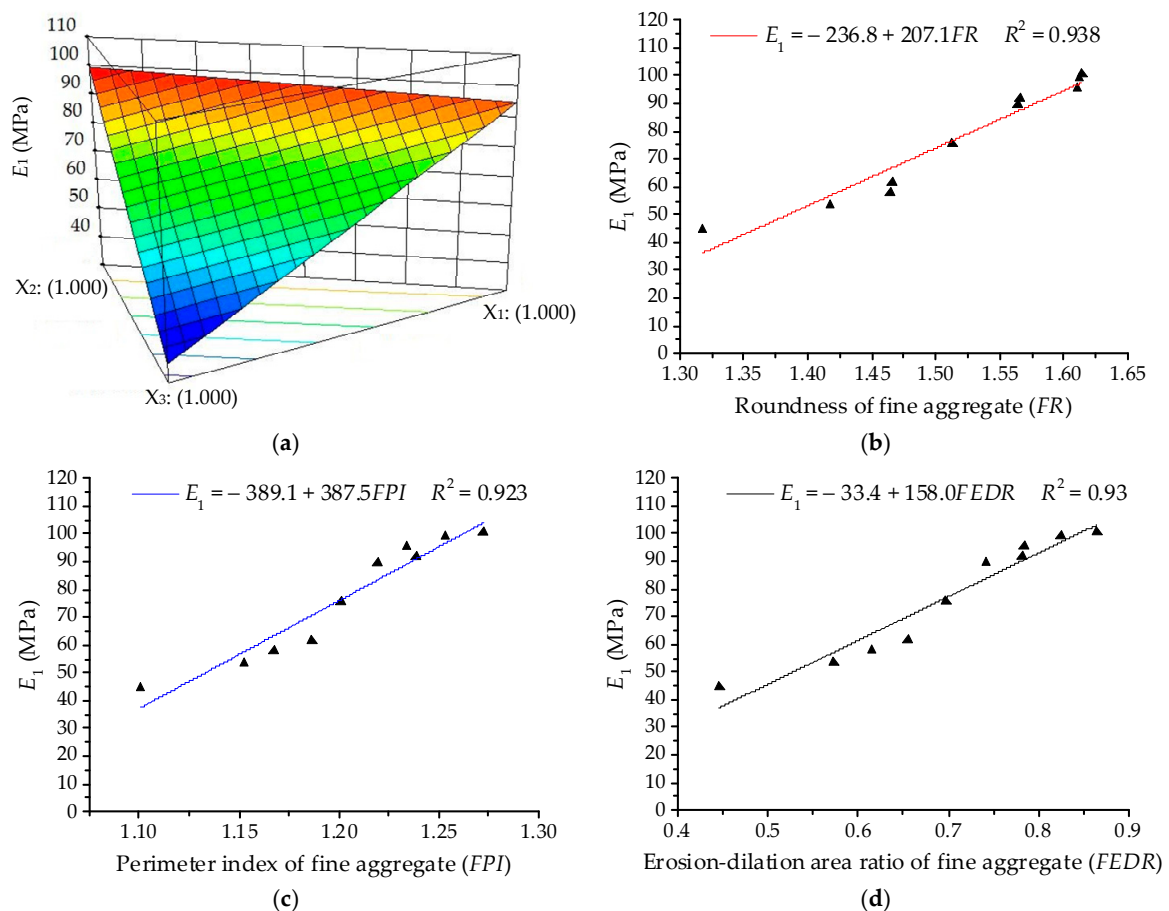 110
100
90
80
70
60
50
40
E1 (MPa)
X2: (1.000)
X1: (1.000)
X3: (1.000)
(a)
E1 = − 236.8 + 207.1FR R2 = 0.938
120
110
100
90
80
70
60
50
40
30
20
10
0
E1 (MPa)
1.30 1.35 1.40 1.45 1.50 1.55 1.60 1.65
Roundness of fine aggregate (FR)
(b)
E1 = − 389.1 + 387.5FPI R2 = 0.923
120
110
100
90
80
70
60
50
40
30
20
10
0
E1 (MPa)
1.10 1.15 1.20 1.25 1.30
Perimeter index of fine aggregate (FPI)
(c)
E1 = − 33.4 + 158.0FEDR R2 = 0.93
120
110
100
90
80
70
60
50
40
30
20
10
0
E1 (MPa)
0.4 0.5 0.6 0.7 0.8 0.9
Erosion-dilation area ratio of fine aggregate (FEDR)
(d)